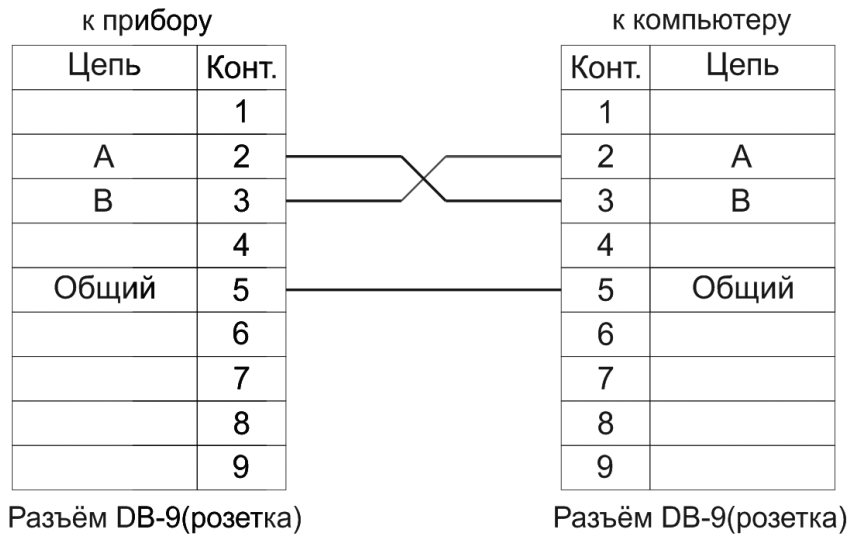 к прибору
к компьютеру
Цепь Конт.
Конт. Цепь
1
1
А 2
2 А
В 3
3 В
4
4
Общий 5
5 Общий
6
6
7
7
8
8
9
9
Разъём DB-9(розетка)
Разъём DB-9(розетка)